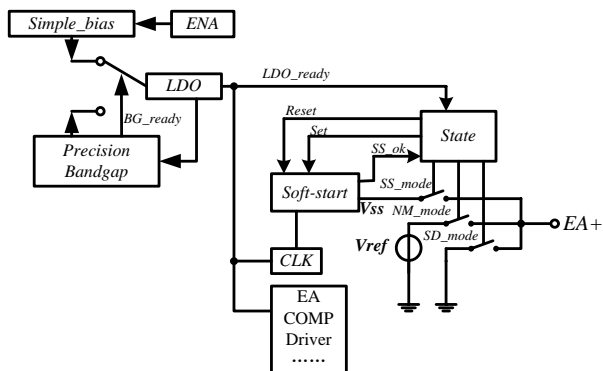 Simple_bias
ENA
LDO
LDO_ready
BG_ready
Reset
Set
State
Precision
Bandgap
SS_ok
Soft-start
SS_mode
Vss
NM_mode
EA+
Vref
SD_mode
CLK
EA
COMP
Driver
……